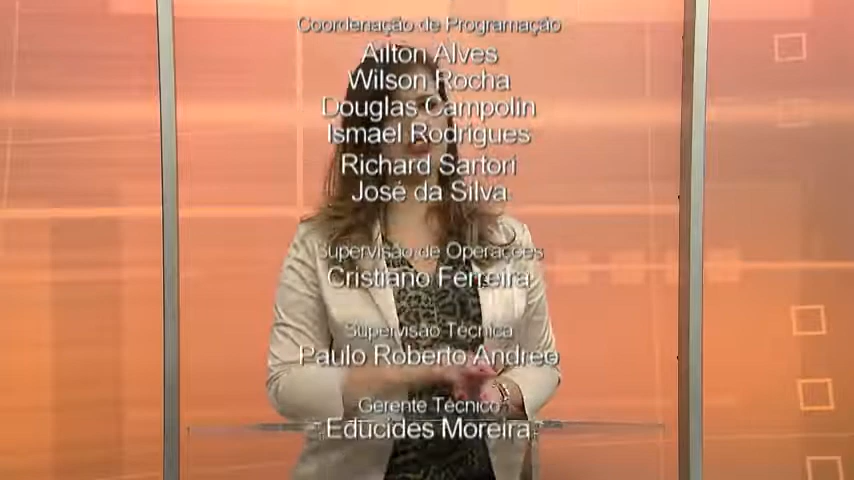 Coordenação de Programação
Ailton Alves
Wilson Rocha
Douglas Campolin
Ismael Rodrigues
Richard Sartori
José da Silva
Supervisão de Operações
Cristiano Ferreira
Supervisão Técnica
Paulo Roberto Andreo
Gerente Técnico
Educides Moreira